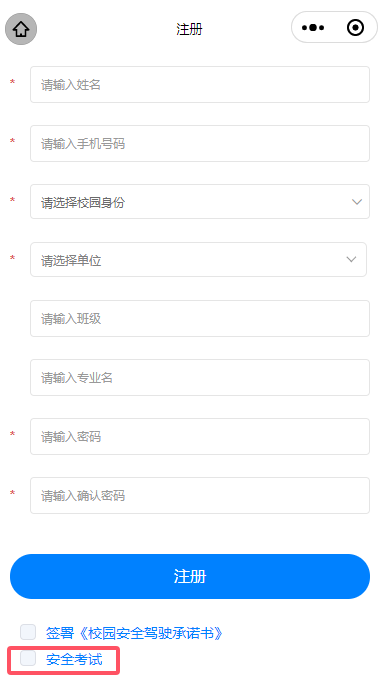 注册
* 请输入姓名
* 请输入手机号码
* 请选择校园身份
* 请选择单位
请输入班级
请输入专业名
* 请输入密码
* 请输入确认密码
注册
签署《校园安全驾驶承诺书》
安全考试